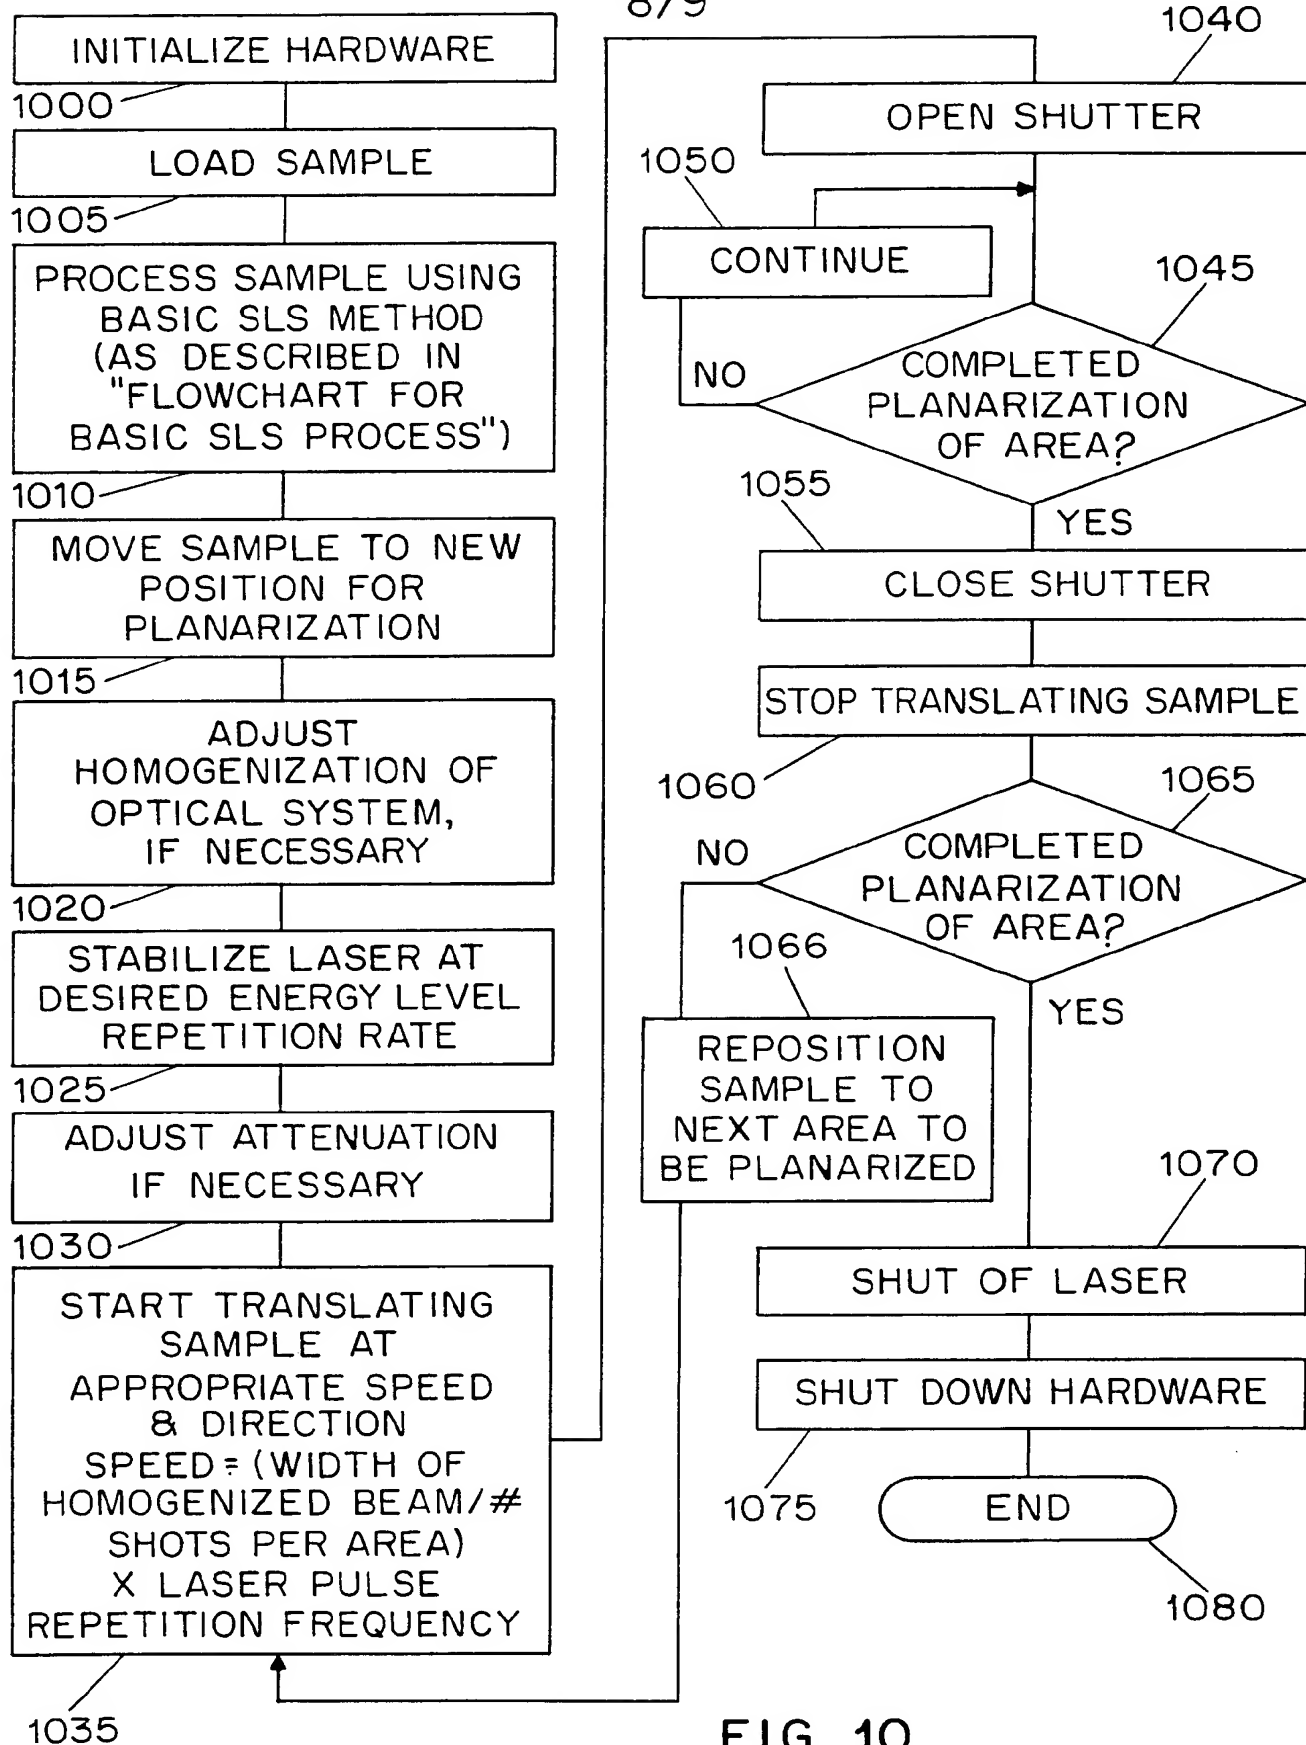 8/9
INITIALIZE HARDWARE
1000
LOAD SAMPLE
1005
PROCESS SAMPLE USING
BASIC SLS METHOD
(AS DESCRIBED IN
"FLOWCHART FOR
BASIC SLS PROCESS")
1010
MOVE SAMPLE TO NEW
POSITION FOR
PLANARIZATION
1015
ADJUST
HOMOGENIZATION OF
OPTICAL SYSTEM,
IF NECESSARY
1020
STABILIZE LASER AT
DESIRED ENERGY LEVEL
REPETITION RATE
1025
ADJUST ATTENUATION
IF NECESSARY
1030
START TRANSLATING
SAMPLE AT
APPROPRIATE SPEED
& DIRECTION
SPEED = (WIDTH OF
HOMOGENIZED BEAM/#
SHOTS PER AREA)
X LASER PULSE
REPETITION FREQUENCY
1035
1040
OPEN SHUTTER
1050
CONTINUE
1045
NO
COMPLETED
PLANARIZATION
OF AREA?
YES
1055
CLOSE SHUTTER
STOP TRANSLATING SAMPLE
1060
1065
NO
COMPLETED
PLANARIZATION
OF AREA?
YES
1066
REPOSITION
SAMPLE TO
NEXT AREA TO
BE PLANARIZED
1070
SHUT OF LASER
SHUT DOWN HARDWARE
1075
END
1080
FIG. 10